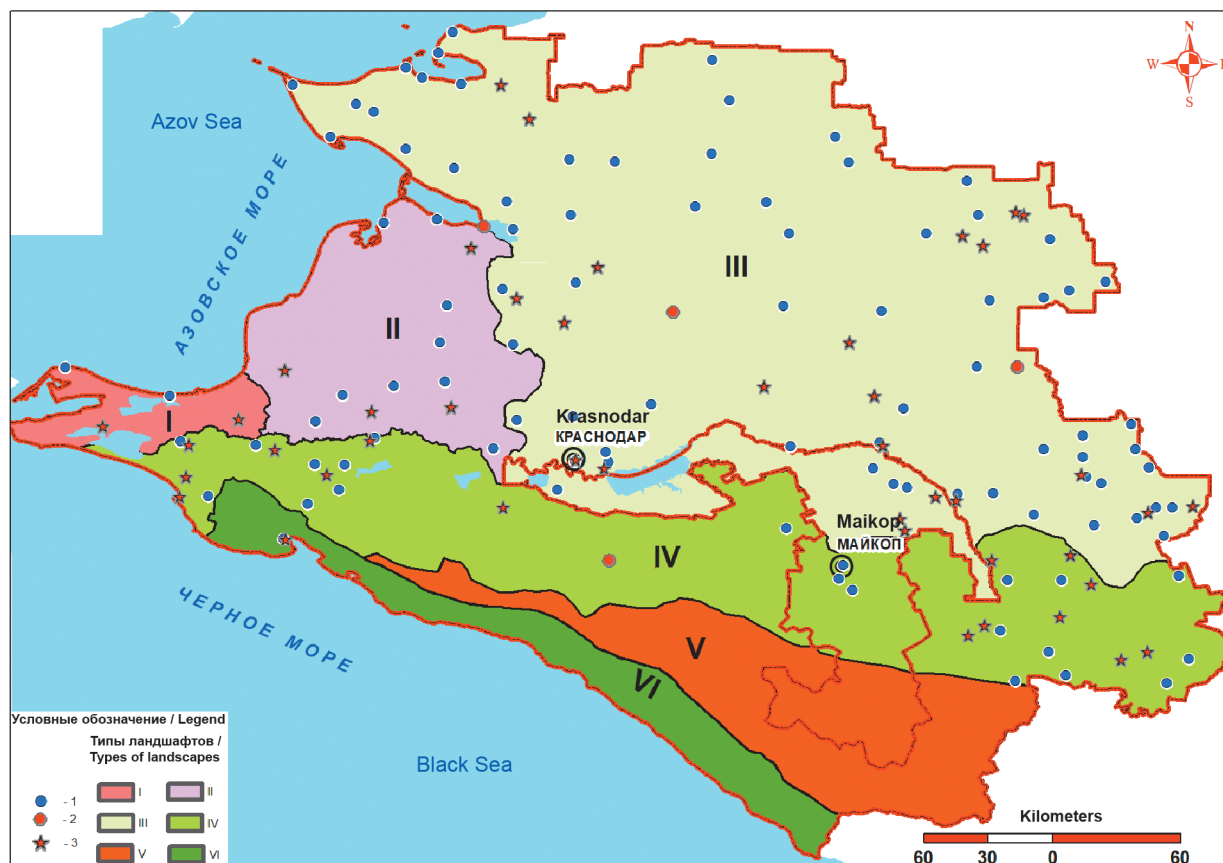 N
W
E
S
Azov Sea
АЗОВСКОЕ МОРЕ
III
II
I
Krasnodar
КРАСНОДАР
Maikop
МАЙКОП
IV
V
VI
ЧЕРНОЕ МОРЕ
Black Sea
Условные обозначение / Legend
Типы ландшафтов /
Types of landscapes
- 1
- 2
- 3
I
II
III
IV
V
VI
Kilometers
60 30 0 60